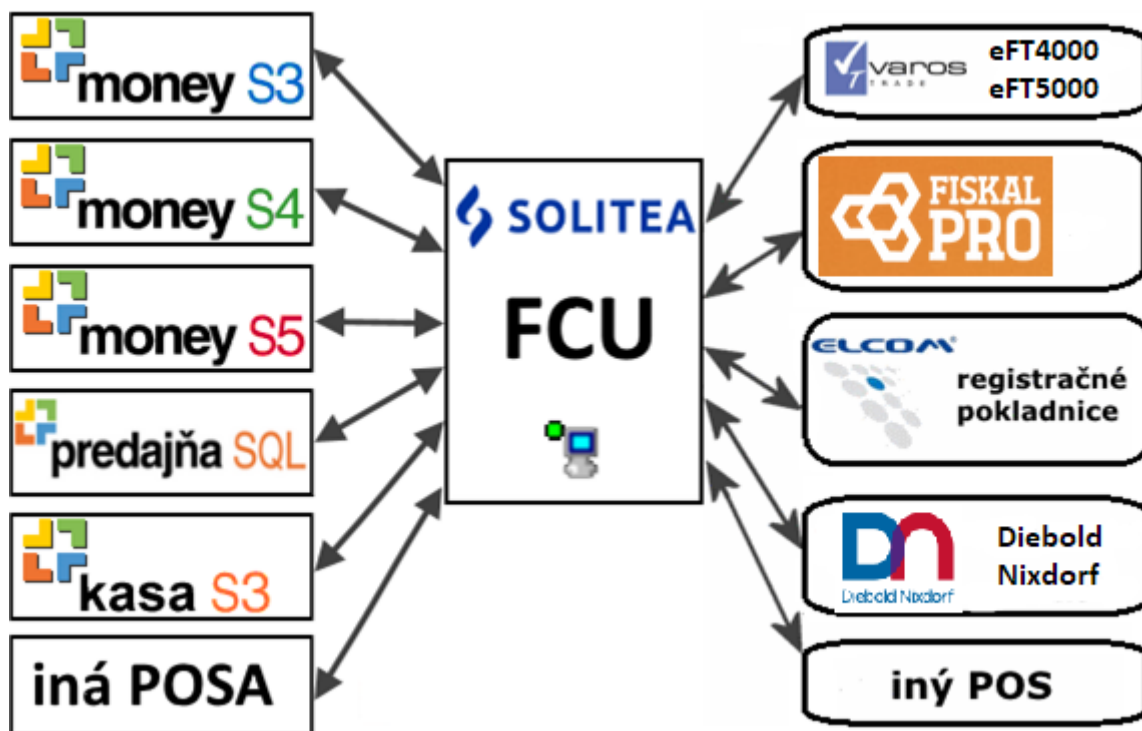 money S3
money S4
money S5
predajňa SQL
kasa S3
iná POSA
SOLITEA
FCU
varos
TRADE
eFT4000
eFT5000
FISKAL
PRO
ELCOM®
registračné
pokladnice
Diebold Nixdorf
Diebold
Nixdorf
iný POS